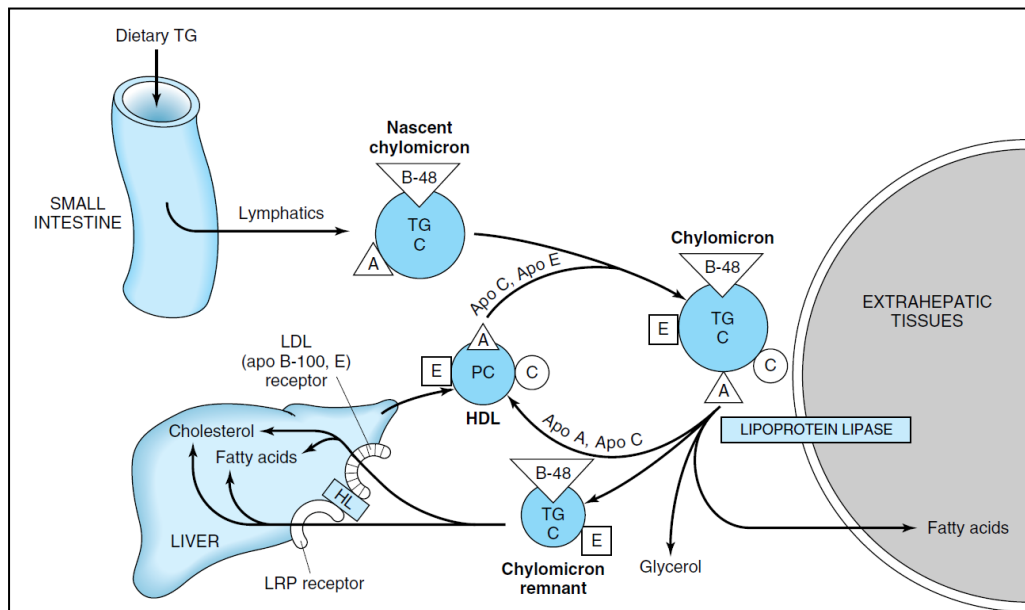 Dietary TG
SMALL
INTESTINE
Lymphatics
Nascent
chylomicron
B-48
TG
C
A
Apo C, Apo E
Chylomicron
B-48
TG
C
E
C
A
EXTRAHEPATIC
TISSUES
LIPOPROTEIN LIPASE
Fatty acids
Glycerol
Apo A, Apo C
A
E
PC
C
HDL
LDL
(apo B-100, E)
receptor
Cholesterol
Fatty acids
HL
LIVER
LRP receptor
B-48
TG
C
E
Chylomicron
remnant